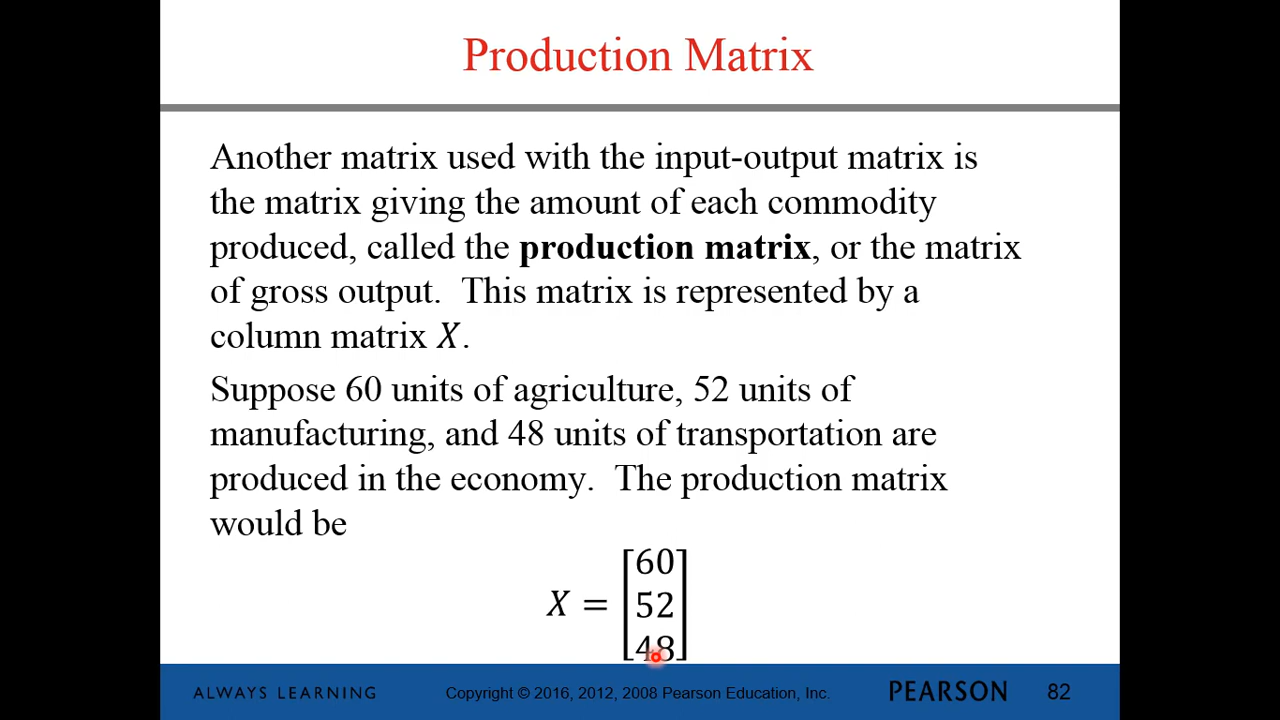 Production Matrix
Another matrix used with the input-output matrix is
the matrix giving the amount of each commodity
produced, called the production matrix, or the matrix
of gross output.  This matrix is represented by a
column matrix X.
Suppose 60 units of agriculture, 52 units of
manufacturing, and 48 units of transportation are
produced in the economy.  The production matrix
would be
[60]
X = [52]
[48]
ALWAYS LEARNING Copyright © 2016, 2012, 2008 Pearson Education, Inc. PEARSON 82